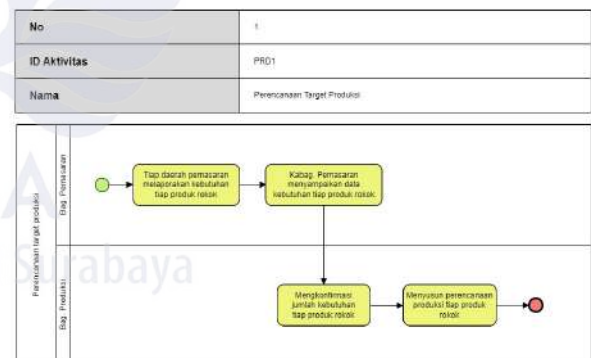 No
1
ID Aktivitas
PR01
Nama
Perencanaan Target Produksi
Perencanaan target produksi
Bag. Pemasaran
Tiap daerah pemasaran
melaporakan kebutuhan
tiap produk rokok
Kabag. Pemasaran
menyampaikan data
kebutuhan tiap produk rokok
Bag. Produksi
Mengkonfirmasi
jumlah kebutuhan
tiap produk rokok
Menyusun perencanaan
produksi tiap produk
rokok
Surabaya